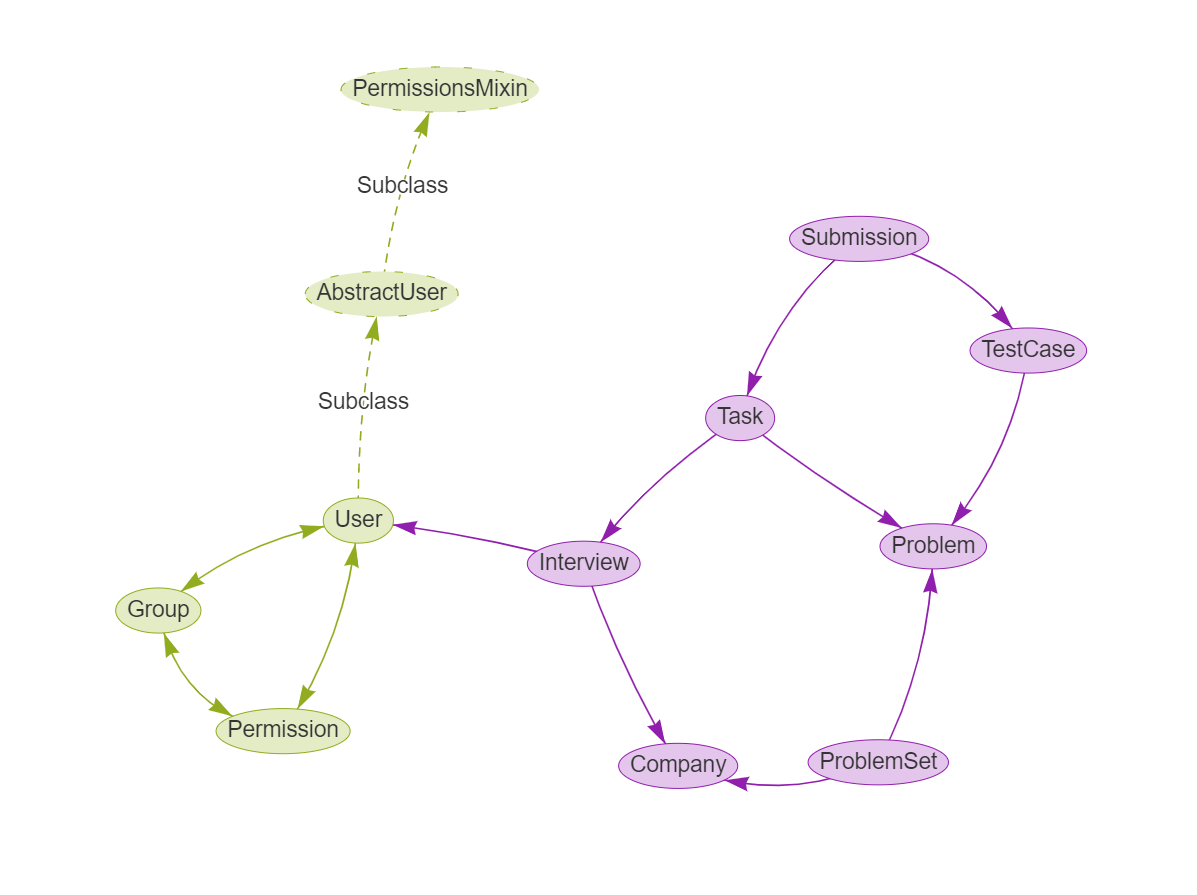 PermissionsMixin
Subclass
Submission
AbstractUser
TestCase
Subclass
Task
User
Problem
Interview
Group
Permission
Company
ProblemSet